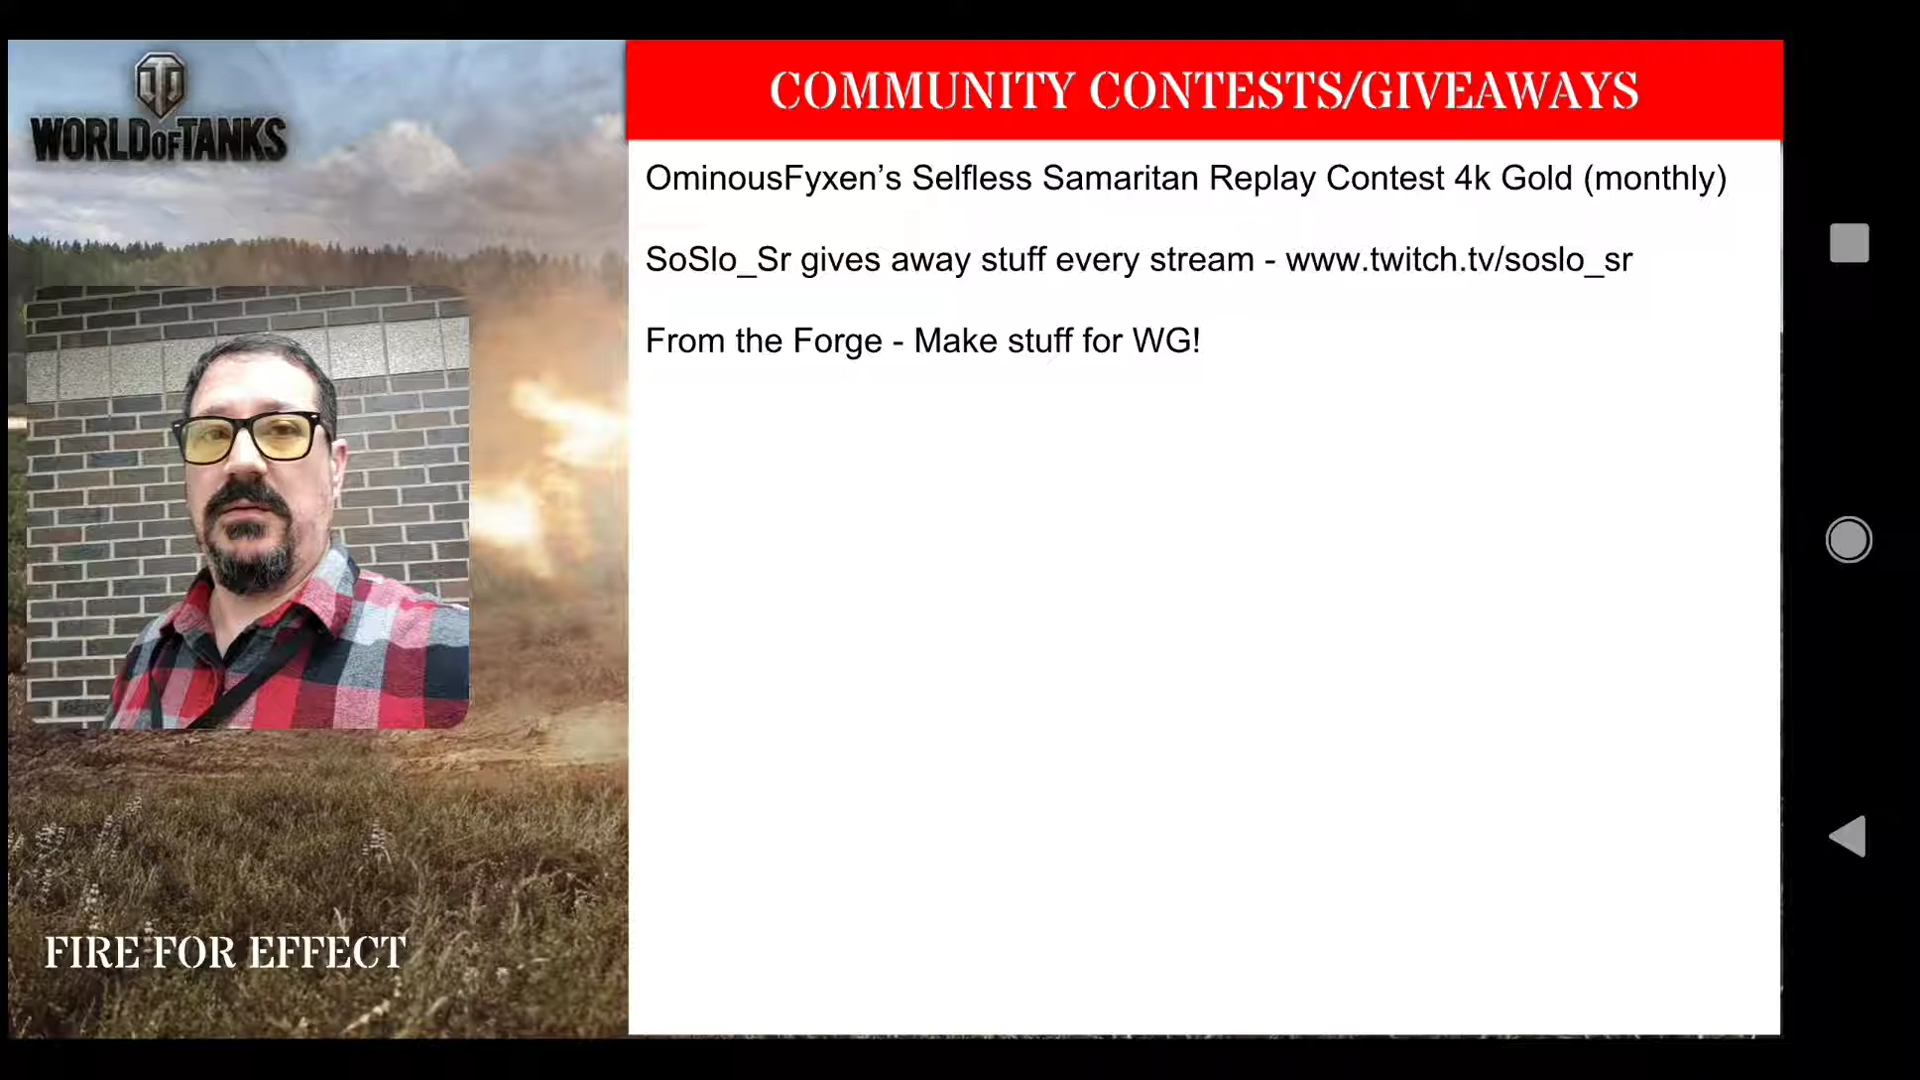 WORLD OF TANKS
COMMUNITY CONTESTS/GIVEAWAYS
OminousFyxen’s Selfless Samaritan Replay Contest 4k Gold (monthly)
SoSlo_Sr gives away stuff every stream - www.twitch.tv/soslo_sr
From the Forge - Make stuff for WG!
FIRE FOR EFFECT